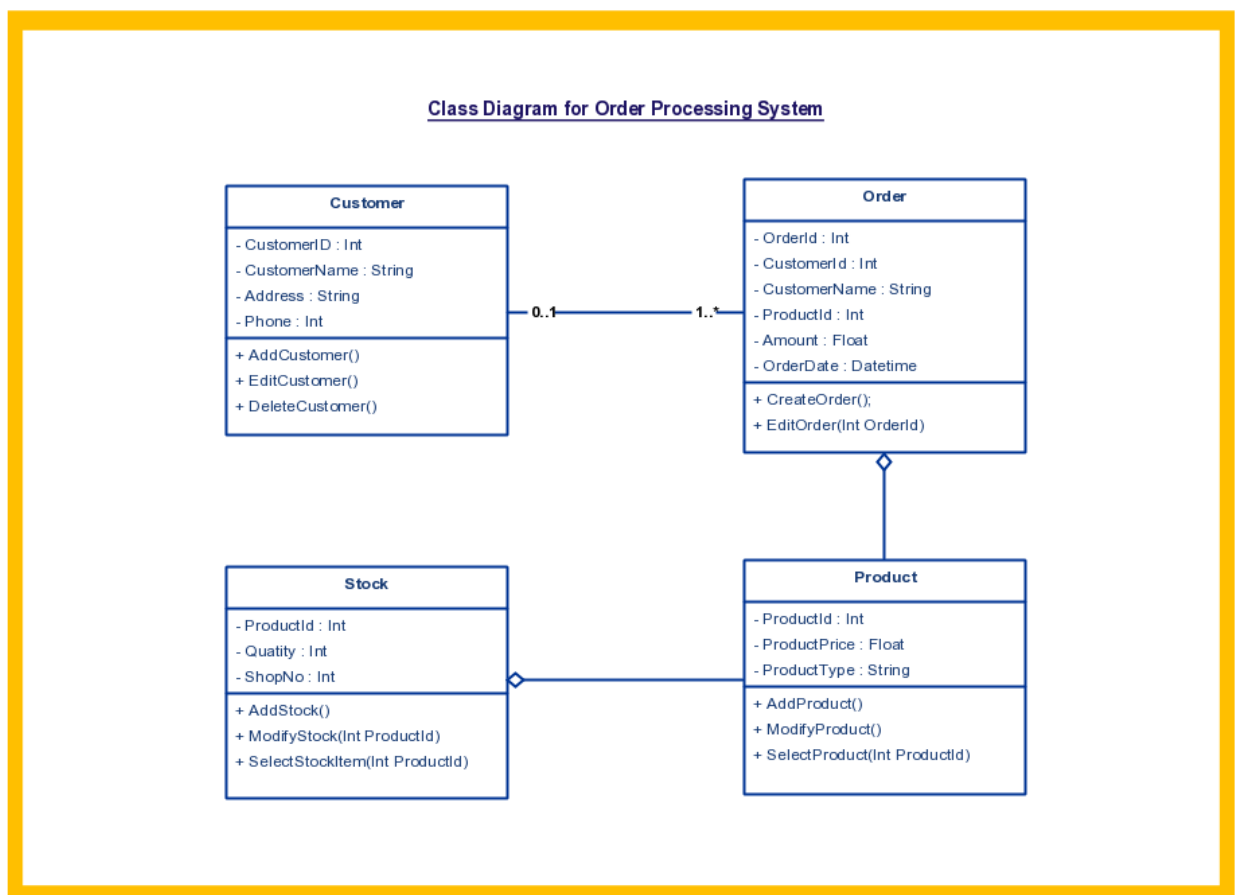 Class Diagram for Order Processing System
Customer
- CustomerID : Int
- CustomerName : String
- Address : String
- Phone : Int
+ AddCustomer()
+ EditCustomer()
+ DeleteCustomer()
0..1
1..*
Order
- OrderId : Int
- CustomerId : Int
- CustomerName : String
- ProductId : Int
- Amount : Float
- OrderDate : Datetime
+ CreateOrder();
+ EditOrder(Int OrderId)
Stock
- ProductId : Int
- Quatity : Int
- ShopNo : Int
+ AddStock()
+ ModifyStock(Int ProductId)
+ SelectStockItem(Int ProductId)
Product
- ProductId : Int
- ProductPrice : Float
- ProductType : String
+ AddProduct()
+ ModifyProduct()
+ SelectProduct(Int ProductId)